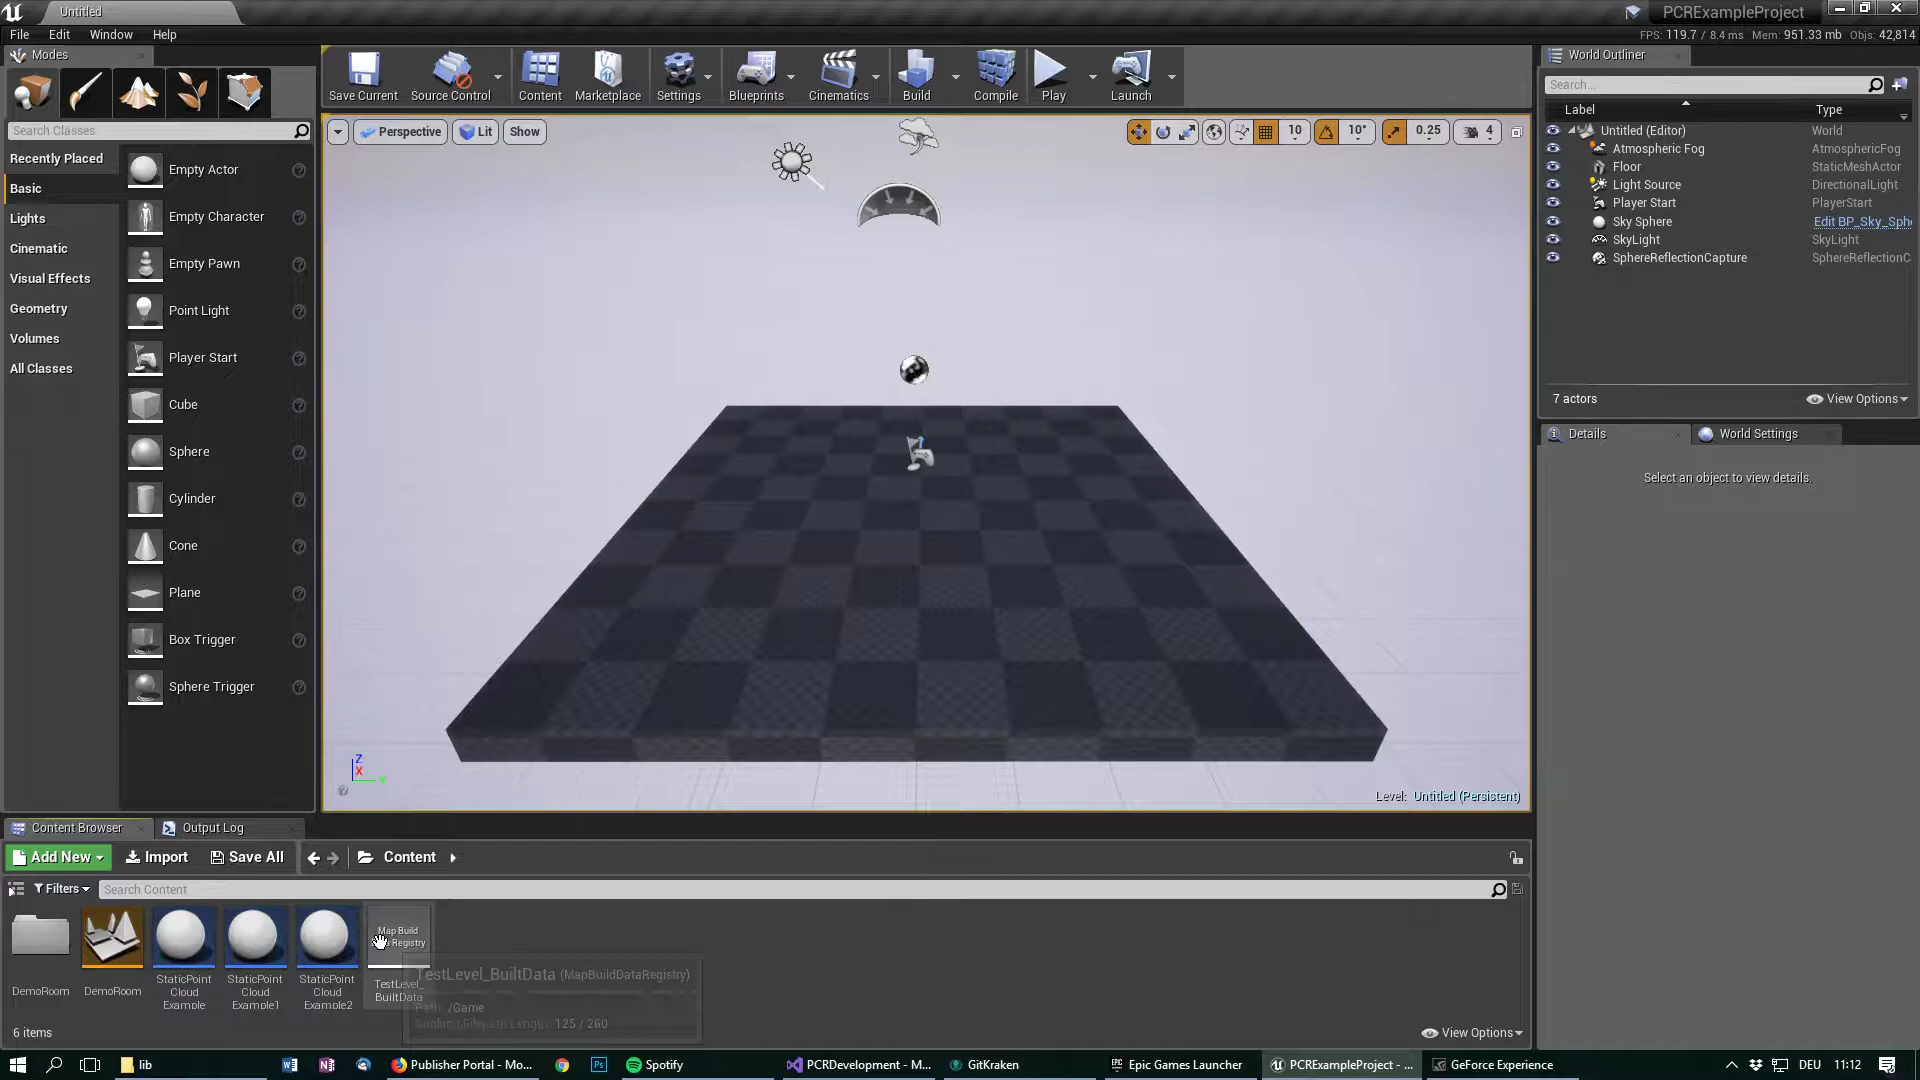 Untitled
PCRExampleProject
File Edit Window Help
FPS: 119.7 / 8.4 ms Mem: 951.33 mb Objs: 42,814
Modes
Save Current
Source Control
Content
Marketplace
Settings
Blueprints
Cinematics
Build
Compile
Play
Launch
World Outliner
Search...
Label Type
Untitled (Editor) World
Atmospheric Fog AtmosphericFog
Floor StaticMeshActor
Light Source DirectionalLight
Player Start PlayerStart
Sky Sphere Edit BP_Sky_Sph
SkyLight SkyLight
SphereReflectionCapture SphereReflectionC
7 actors View Options
Details World Settings
Select an object to view details.
Search Classes
Recently Placed
Basic
Lights
Cinematic
Visual Effects
Geometry
Volumes
All Classes
Empty Actor
Empty Character
Empty Pawn
Point Light
Player Start
Cube
Sphere
Cylinder
Cone
Plane
Box Trigger
Sphere Trigger
Perspective Lit Show
10 10° 0.25 4
Z
X
Y
Level: Untitled (Persistent)
Content Browser Output Log
Add New Import Save All Content
Filters Search Content
DemoRoom
DemoRoom
StaticPoint
Cloud
Example
StaticPoint
Cloud
Example1
StaticPoint
Cloud
Example2
Map Build
Registry
TestLevel_
BuiltData
TestLevel_BuiltData (MapBuildDataRegistry)
Path: /Game
Length: 125 / 260
6 items
View Options
lib
Publisher Portal - Mo...
Spotify
PCRDevelopment - M...
GitKraken
Epic Games Launcher
PCRExampleProject - ...
GeForce Experience
DEU 11:12